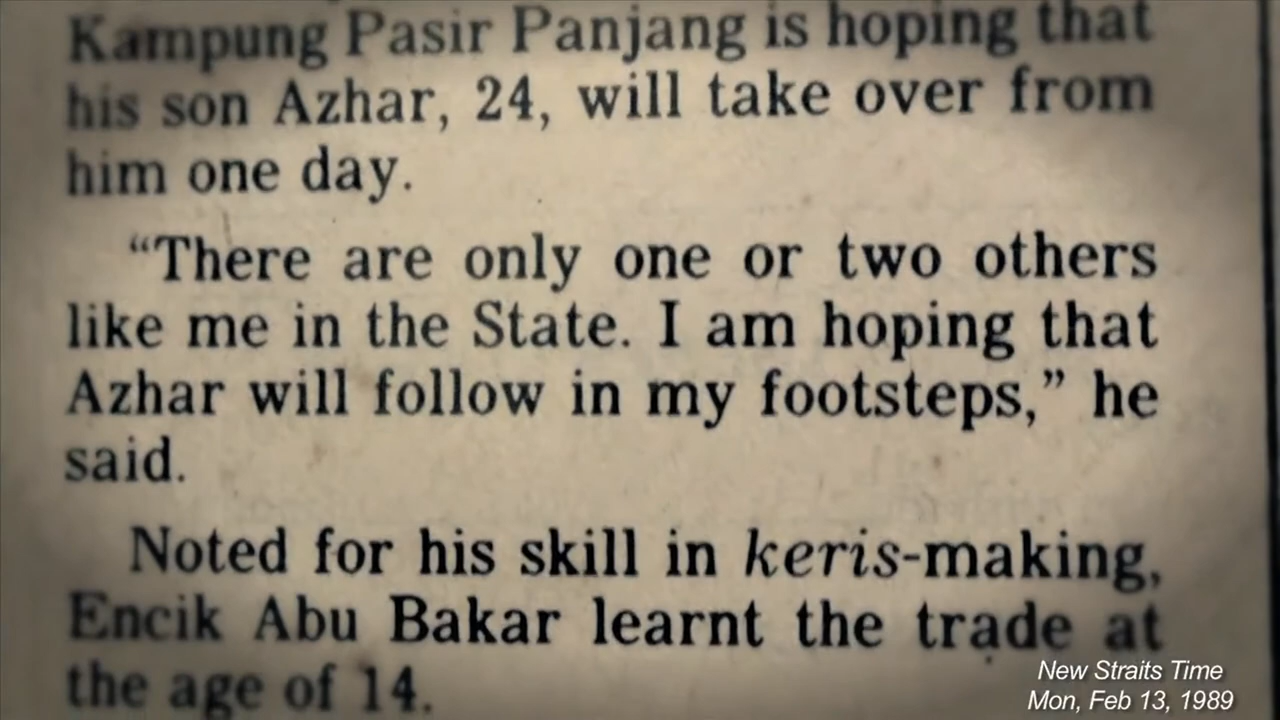 Kampung Pasir Panjang is hoping that
his son Azhar, 24, will take over from
him one day.
“There are only one or two others
like me in the State. I am hoping that
Azhar will follow in my footsteps,” he
said.
Noted for his skill in keris-making,
Encik Abu Bakar learnt the trade at
the age of 14.
New Straits Time
Mon, Feb 13, 1989